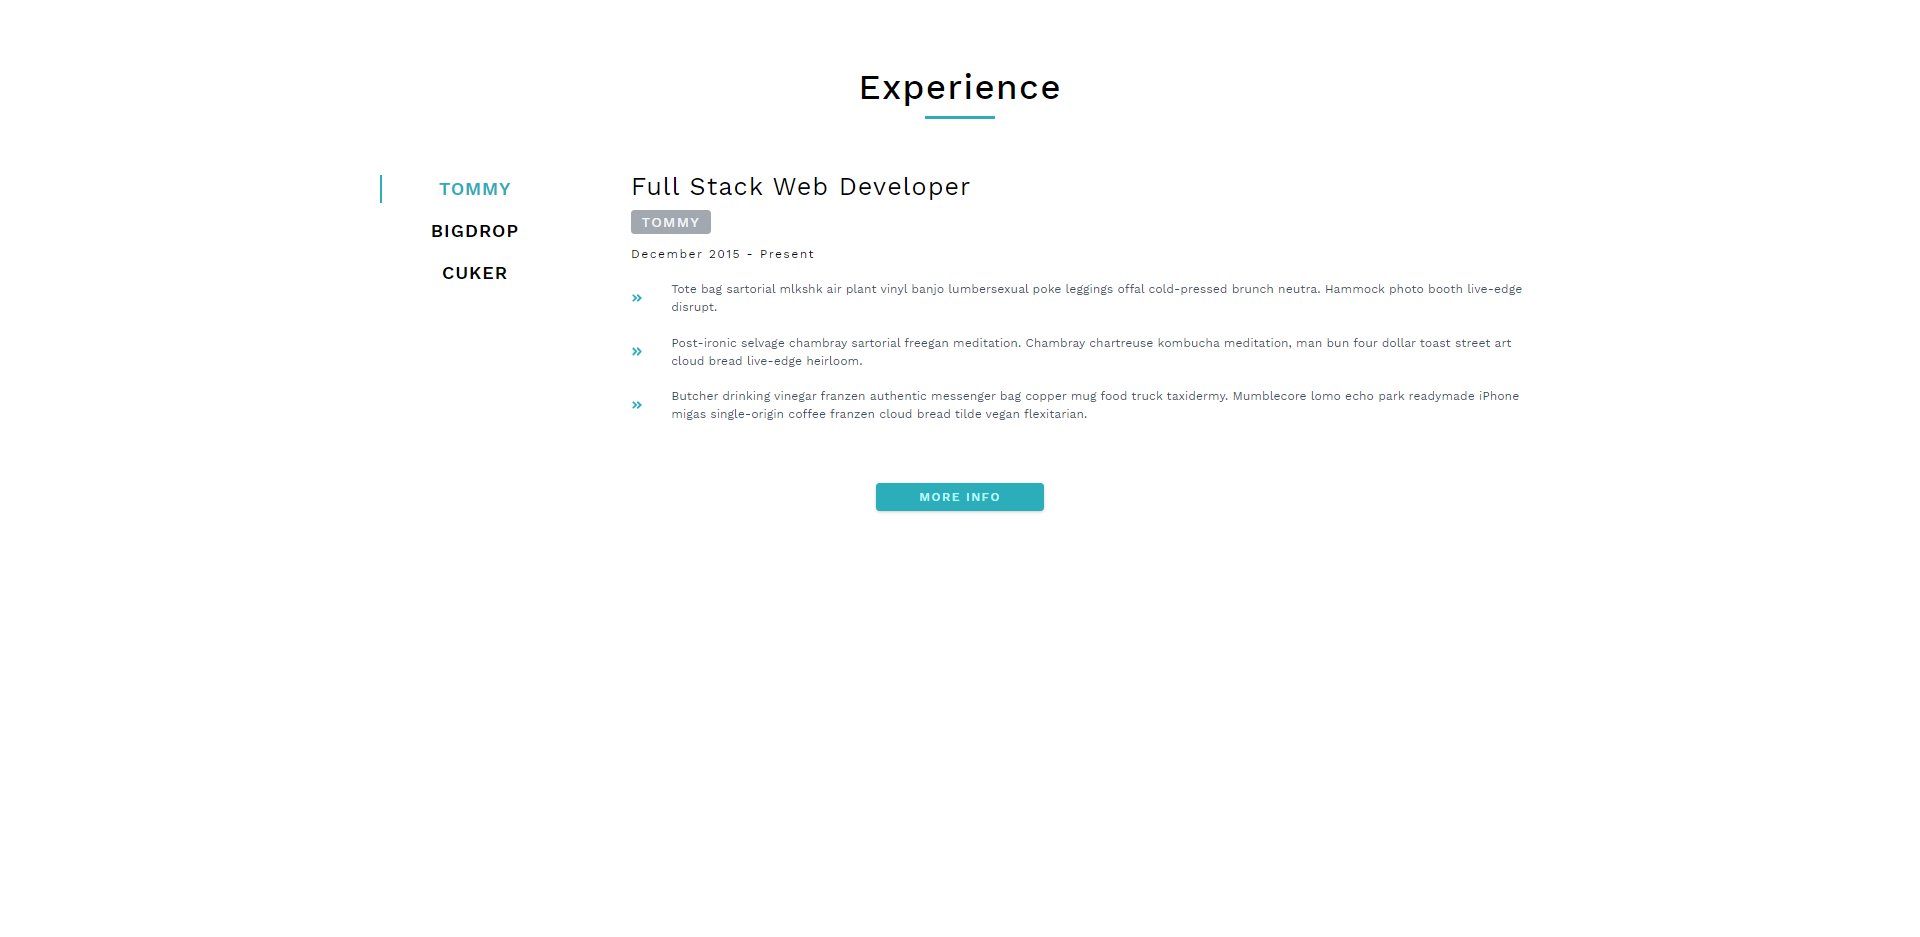 Experience
TOMMY
BIGDROP
CUKER
Full Stack Web Developer
TOMMY
December 2015 - Present
Tote bag sartorial mlkshk air plant vinyl banjo lumbersexual poke leggings offal cold-pressed brunch neutra. Hammock photo booth live-edge
disrupt.
Post-ironic selvage chambray sartorial freegan meditation. Chambray chartreuse kombucha meditation, man bun four dollar toast street art
cloud bread live-edge heirloom.
Butcher drinking vinegar franzen authentic messenger bag copper mug food truck taxidermy. Mumblecore lomo echo park readymade iPhone
migas single-origin coffee franzen cloud bread tilde vegan flexitarian.
MORE INFO